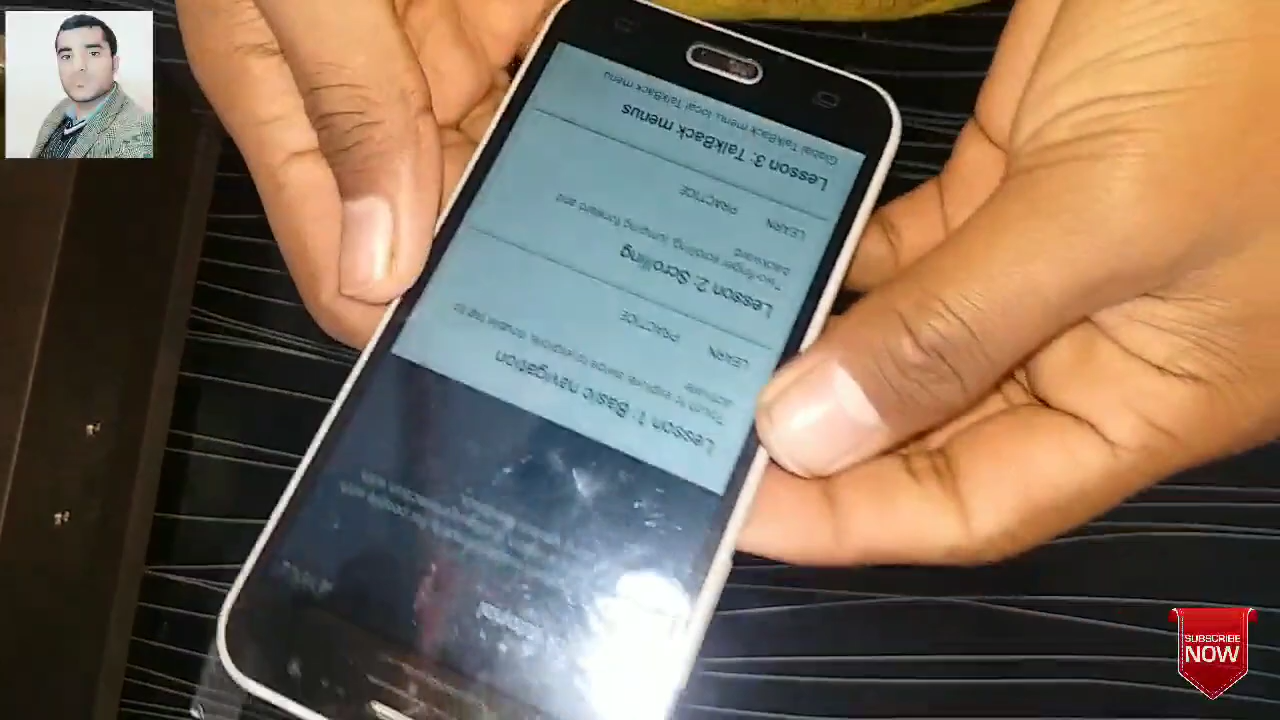 Lesson 1: Basic navigation
Touch to explore, swipe to explore, double tap to
activate
LEARN PRACTICE
Lesson 2: Scrolling
Two-finger scrolling, jumping forward and
backward
LEARN PRACTICE
Lesson 3: TalkBack menus
Global TalkBack menu, local TalkBack menu
SUBSCRIBE
NOW